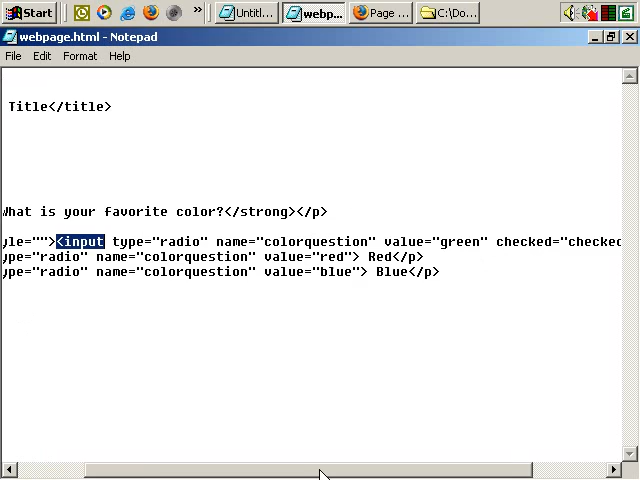 Start
»
Untitl...
webp...
Page ...
C:\Do...
webpage.html - Notepad
File Edit Format Help
Title</title>
What is your favorite color?</strong></p>
yle=""><input type="radio" name="colorquestion" value="green" checked="checked
ype="radio" name="colorquestion" value="red"> Red</p>
ype="radio" name="colorquestion" value="blue"> Blue</p>